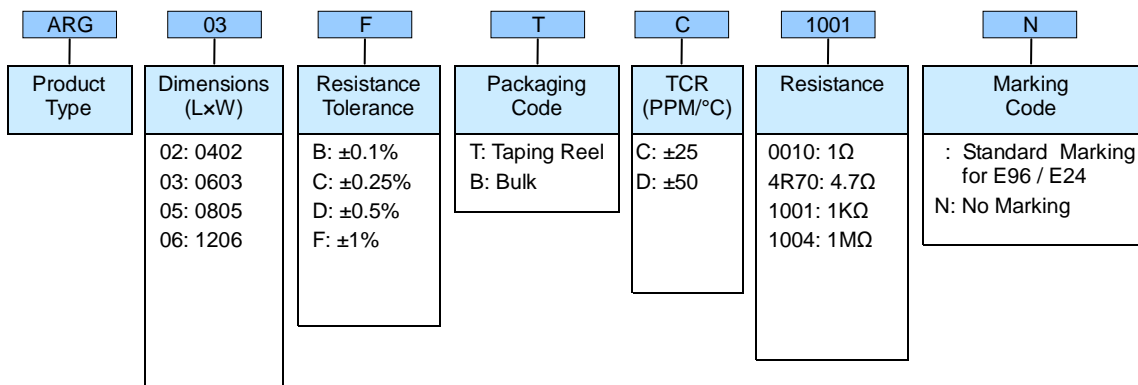 ARG 03 F T C 1001 N
Product Type
Dimensions (L×W)
Resistance Tolerance
Packaging Code
TCR (PPM/°C)
Resistance
Marking Code
02: 0402
03: 0603
05: 0805
06: 1206
B: ±0.1%
C: ±0.25%
D: ±0.5%
F: ±1%
T: Taping Reel
B: Bulk
C: ±25
D: ±50
0010: 1Ω
4R70: 4.7Ω
1001: 1KΩ
1004: 1MΩ
: Standard Marking
for E96 / E24
N: No Marking